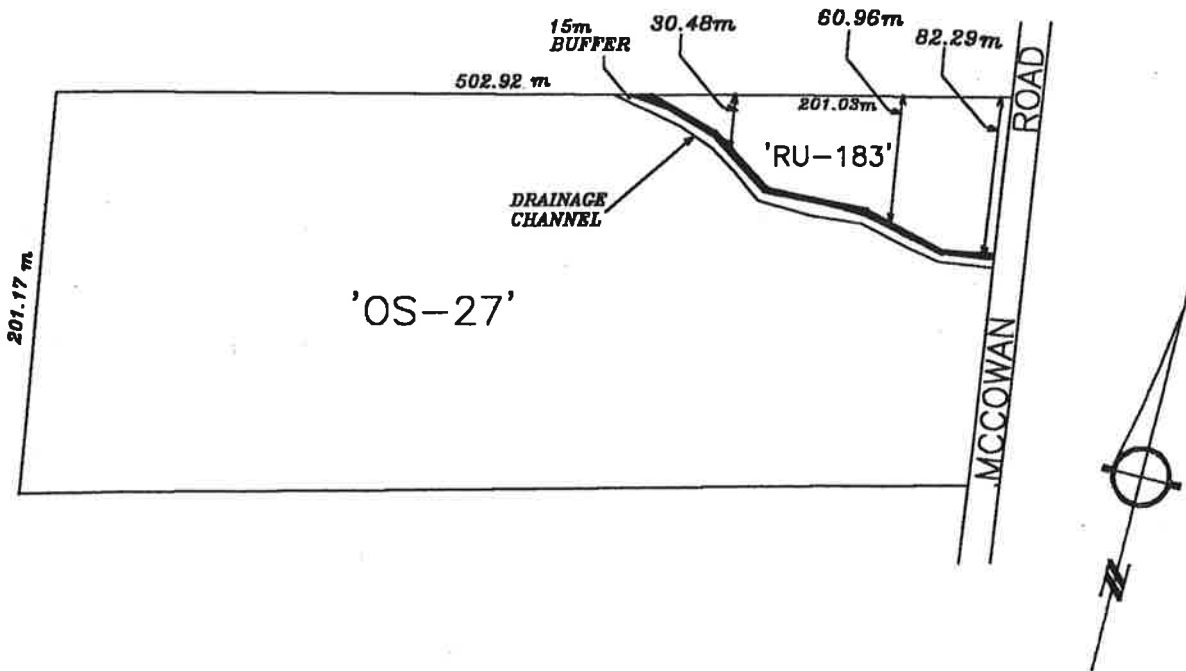 15m
BUFFER
30.48m
60.96m
82.29m
502.92 m
201.03m
'RU-183'
DRAINAGE
CHANNEL
201.17 m
'OS-27'
MCCOWAN ROAD
N